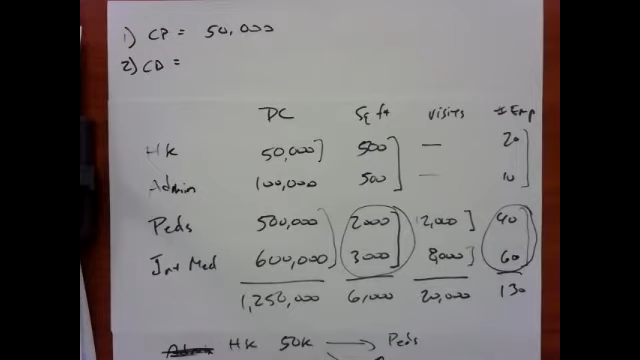 1) CP = 50,000
2) CD =
DC Sq ft Visits # Emp
HK 50,000 500 — 20
Admin 100,000 500 — 10
Peds 500,000 2000 12,000 40
Int Med 600,000 3000 8,000 60
1,250,000 6,000 20,000 130
Admin HK 50K → Peds